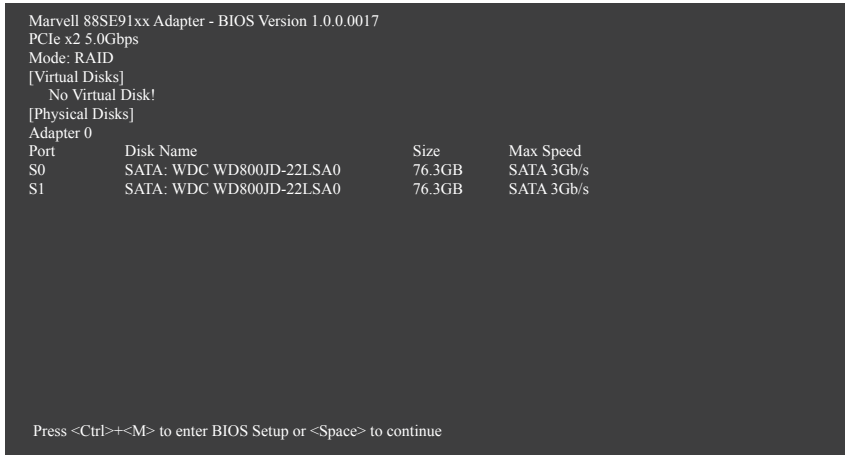 Marvell 88SE91xx Adapter - BIOS Version 1.0.0.0017
PCIe x2 5.0Gbps
Mode: RAID
[Virtual Disks]
No Virtual Disk!
[Physical Disks]
Adapter 0
Port Disk Name Size Max Speed
S0 SATA: WDC WD800JD-22LSA0 76.3GB SATA 3Gb/s
S1 SATA: WDC WD800JD-22LSA0 76.3GB SATA 3Gb/s
Press <Ctrl>+<M> to enter BIOS Setup or <Space> to continue